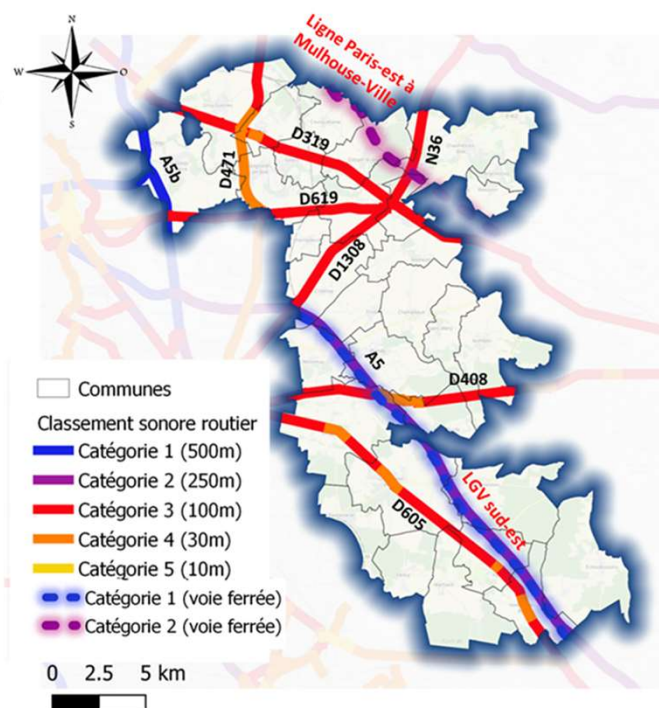 N
W
O
S
Ligne Paris-est à
Mulhouse-Ville
A5b
D471
D319
N36
D619
D1308
A5
D408
LGV sud-est
D605
Communes
Classement sonore routier
Catégorie 1 (500m)
Catégorie 2 (250m)
Catégorie 3 (100m)
Catégorie 4 (30m)
Catégorie 5 (10m)
Catégorie 1 (voie ferrée)
Catégorie 2 (voie ferrée)
0 2.5 5 km